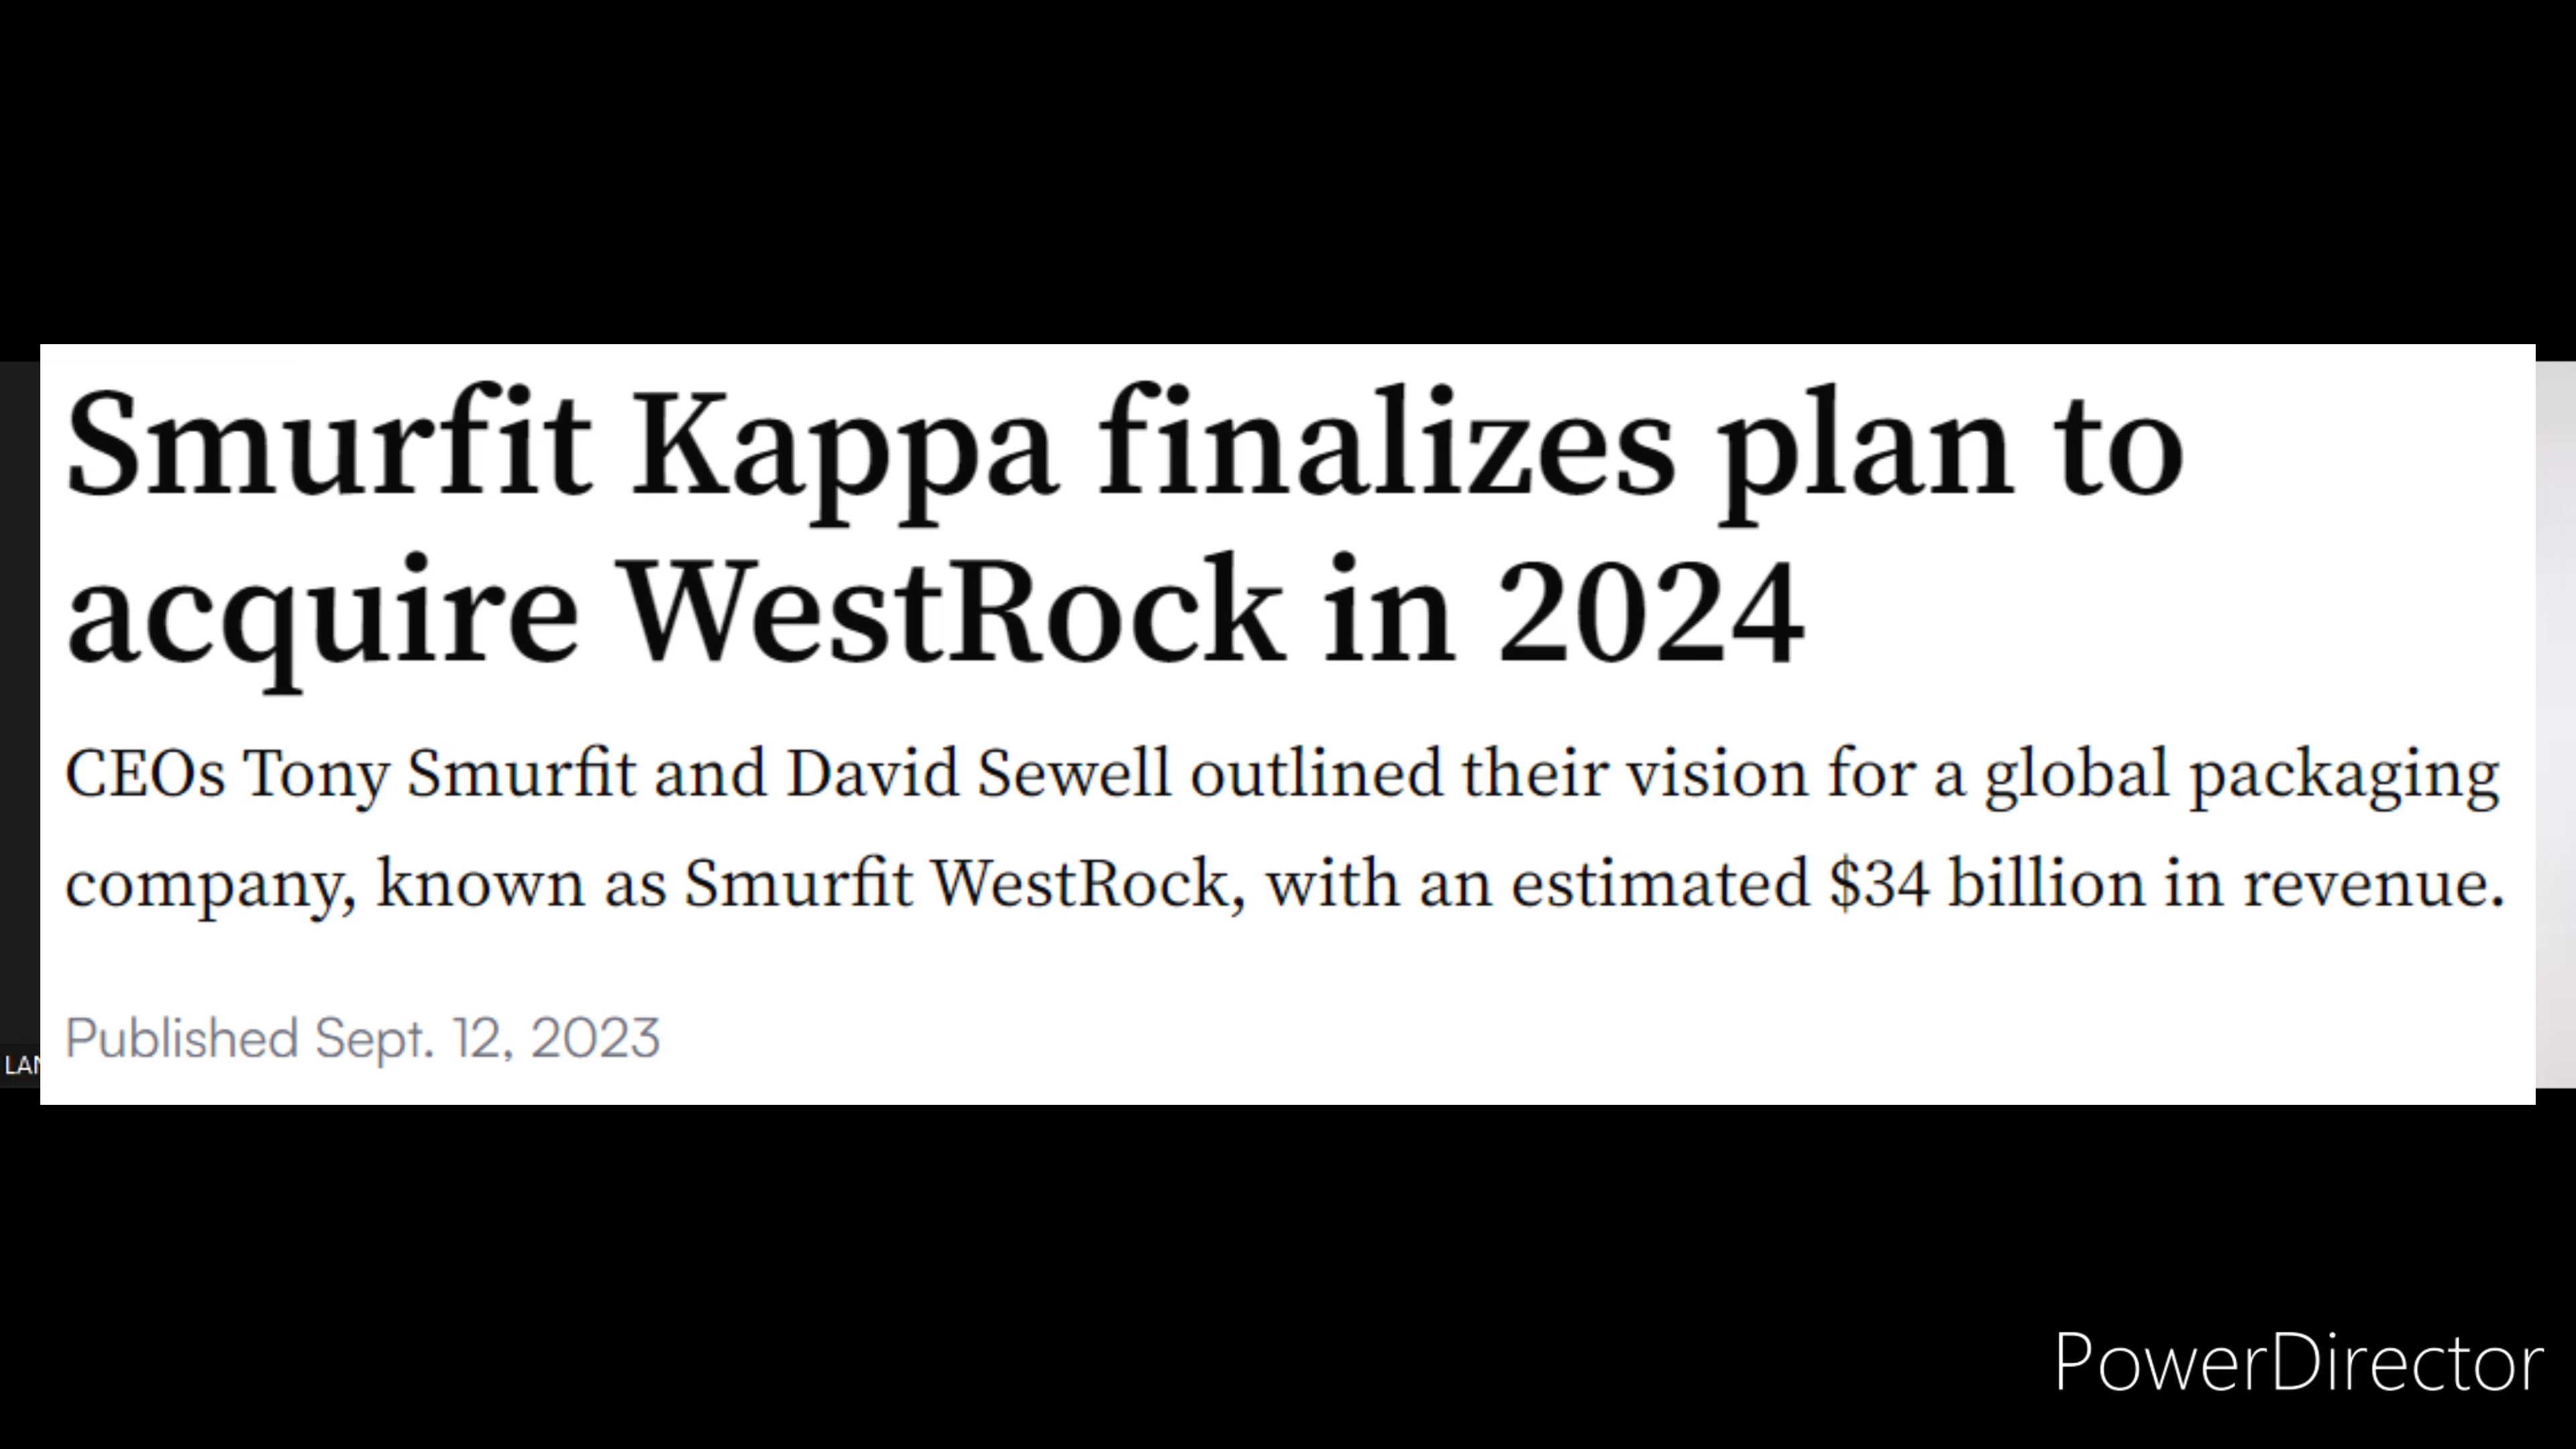 Smurfit Kappa finalizes plan to
acquire WestRock in 2024
CEOs Tony Smurfit and David Sewell outlined their vision for a global packaging
company, known as Smurfit WestRock, with an estimated $34 billion in revenue.
Published Sept. 12, 2023
LAN
PowerDirector